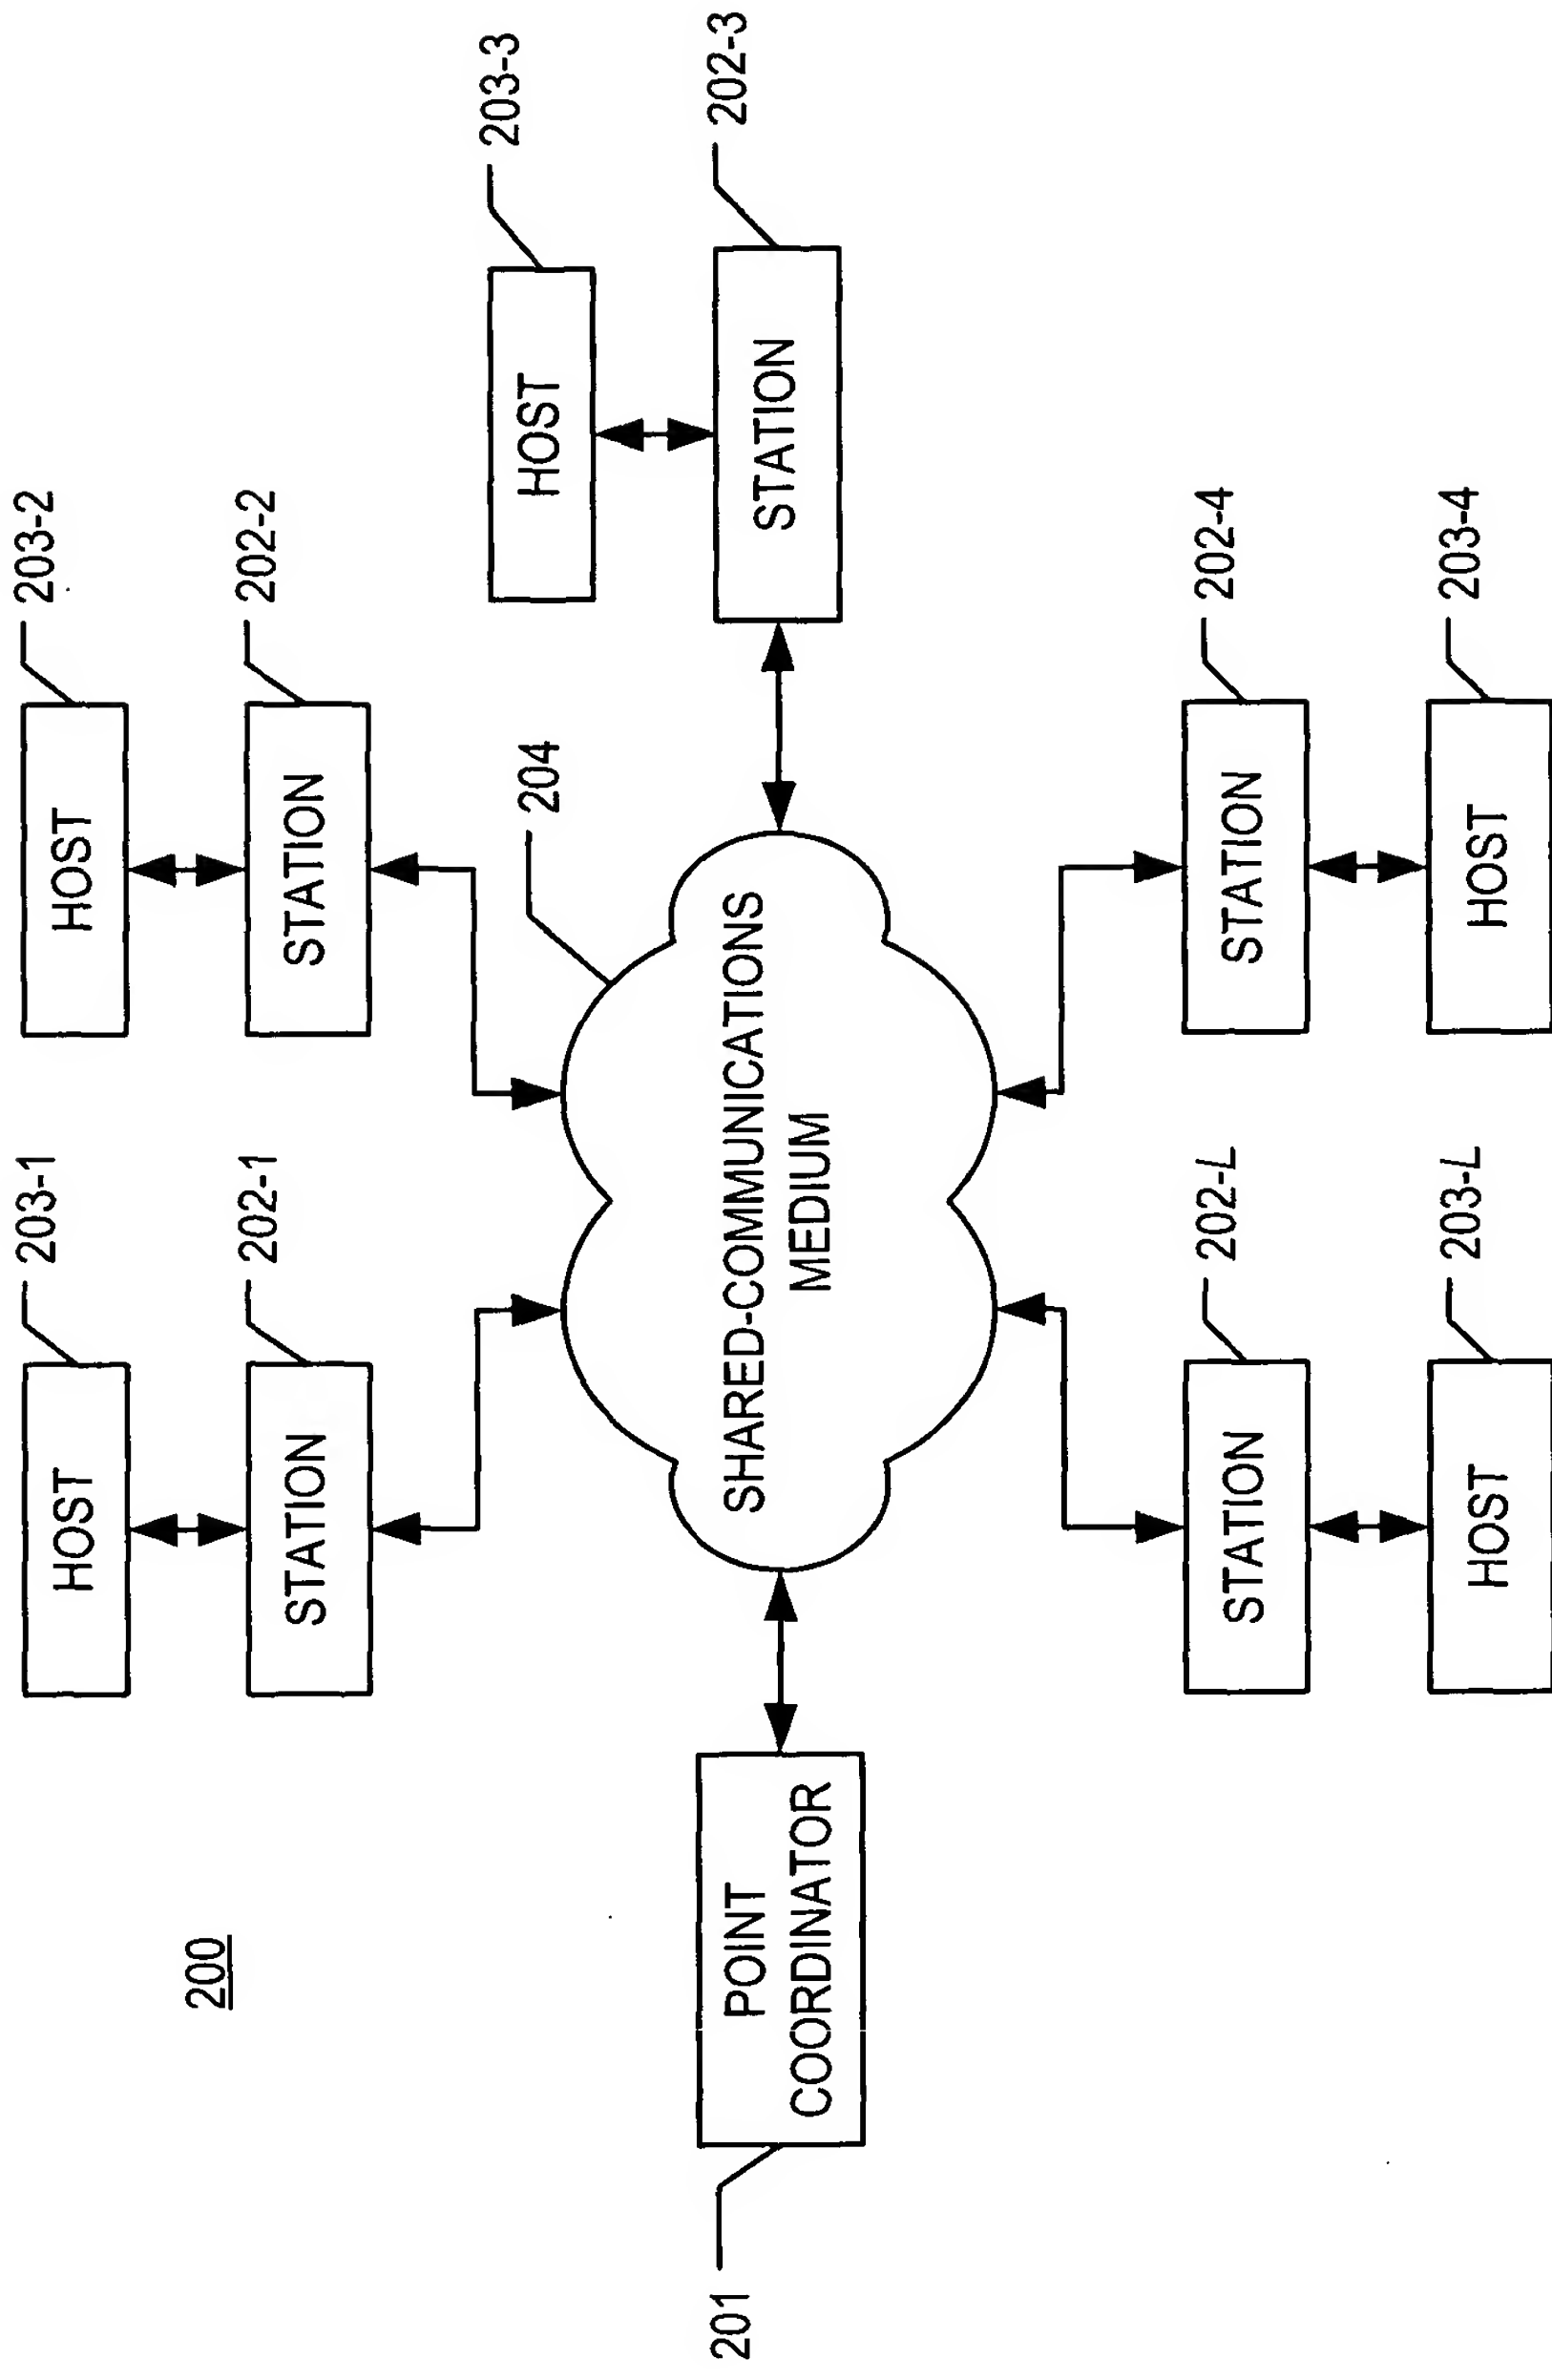 200
203-1
203-2
HOST
HOST
202-1
202-2
STATION
STATION
203-3
HOST
204
202-3
STATION
201
POINT
COORDINATOR
SHARED-COMMUNICATIONS
MEDIUM
202-L
202-4
STATION
STATION
203-L
203-4
HOST
HOST